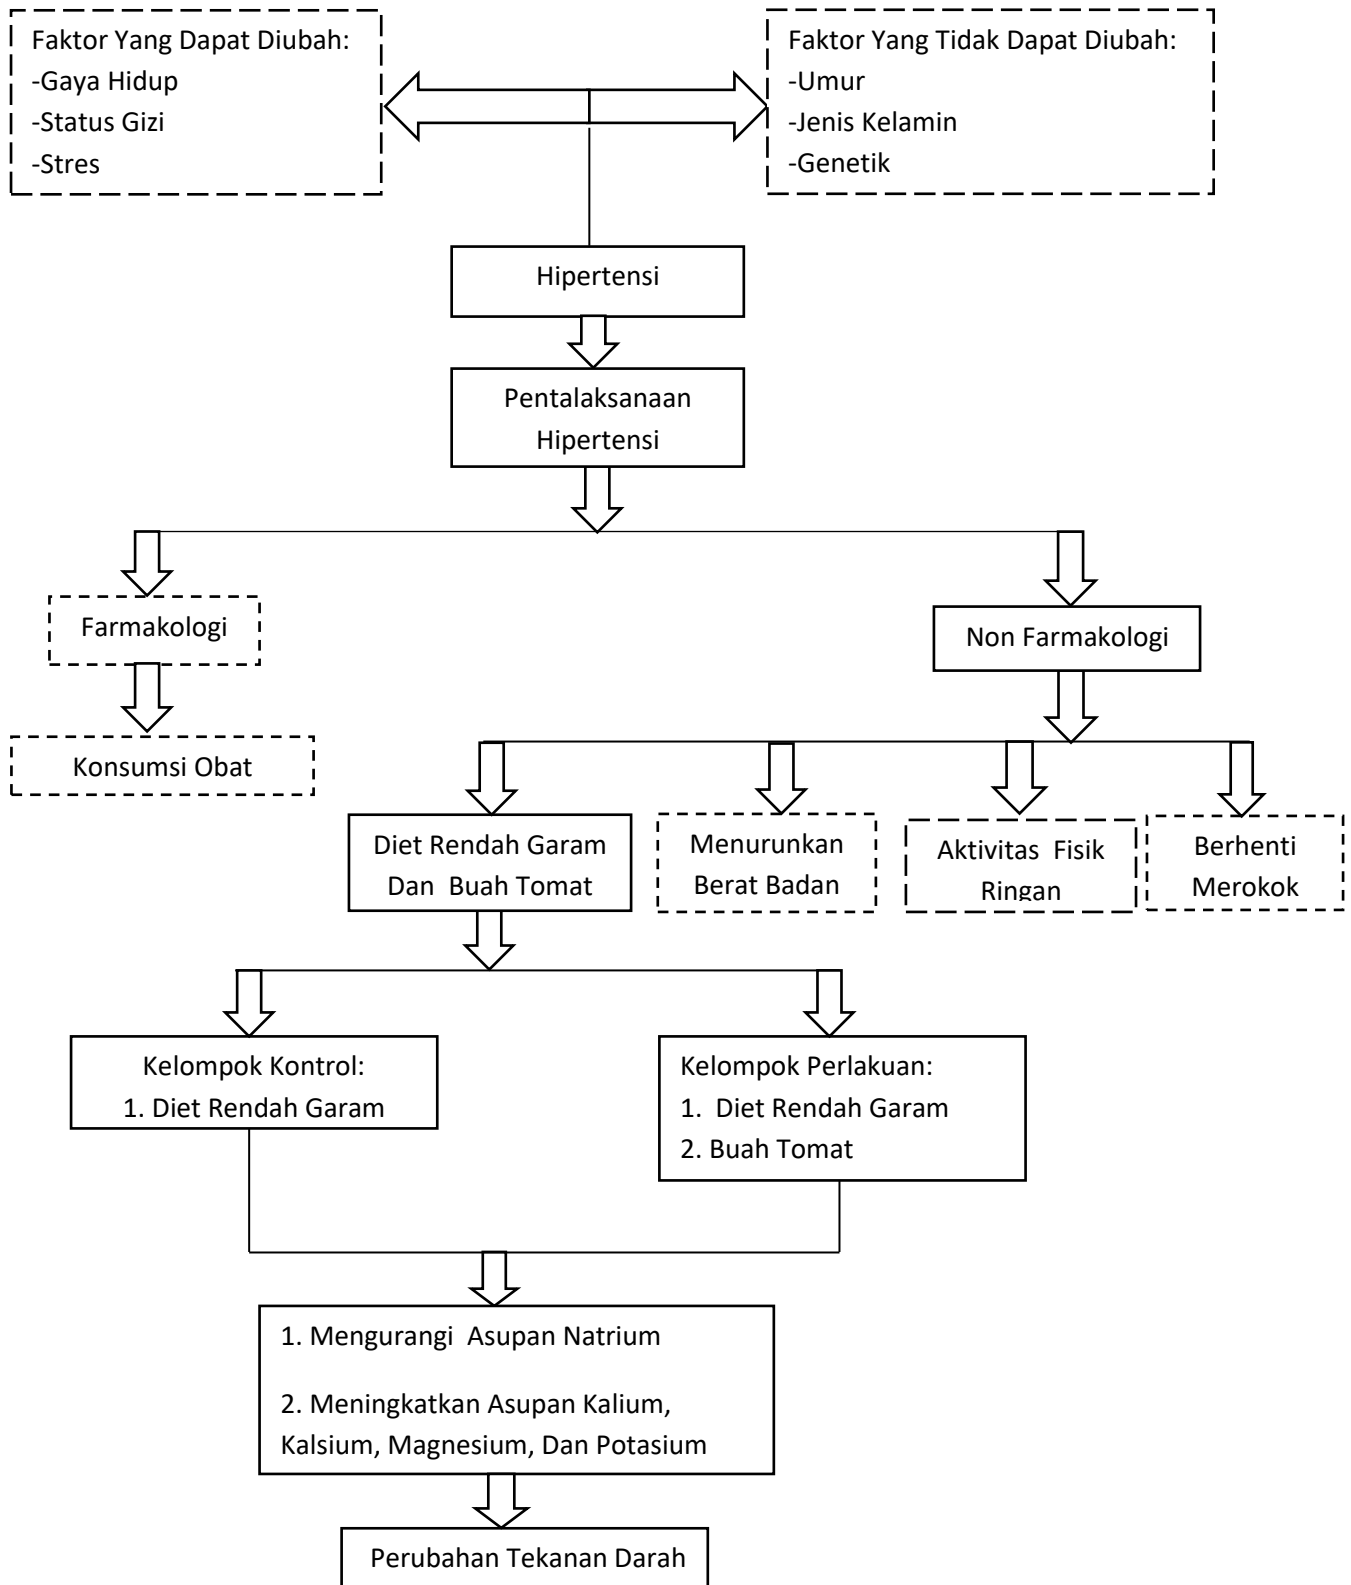 Faktor Yang Dapat Diubah:
-Gaya Hidup
-Status Gizi
-Stres
Faktor Yang Tidak Dapat Diubah:
-Umur
-Jenis Kelamin
-Genetik
Hipertensi
Pentalaksanaan
Hipertensi
Farmakologi
Non Farmakologi
Konsumsi Obat
Diet Rendah Garam
Dan Buah Tomat
Menurunkan
Berat Badan
Aktivitas Fisik
Ringan
Berhenti
Merokok
Kelompok Kontrol:
1. Diet Rendah Garam
Kelompok Perlakuan:
1. Diet Rendah Garam
2. Buah Tomat
1. Mengurangi Asupan Natrium
2. Meningkatkan Asupan Kalium,
Kalsium, Magnesium, Dan Potasium
Perubahan Tekanan Darah